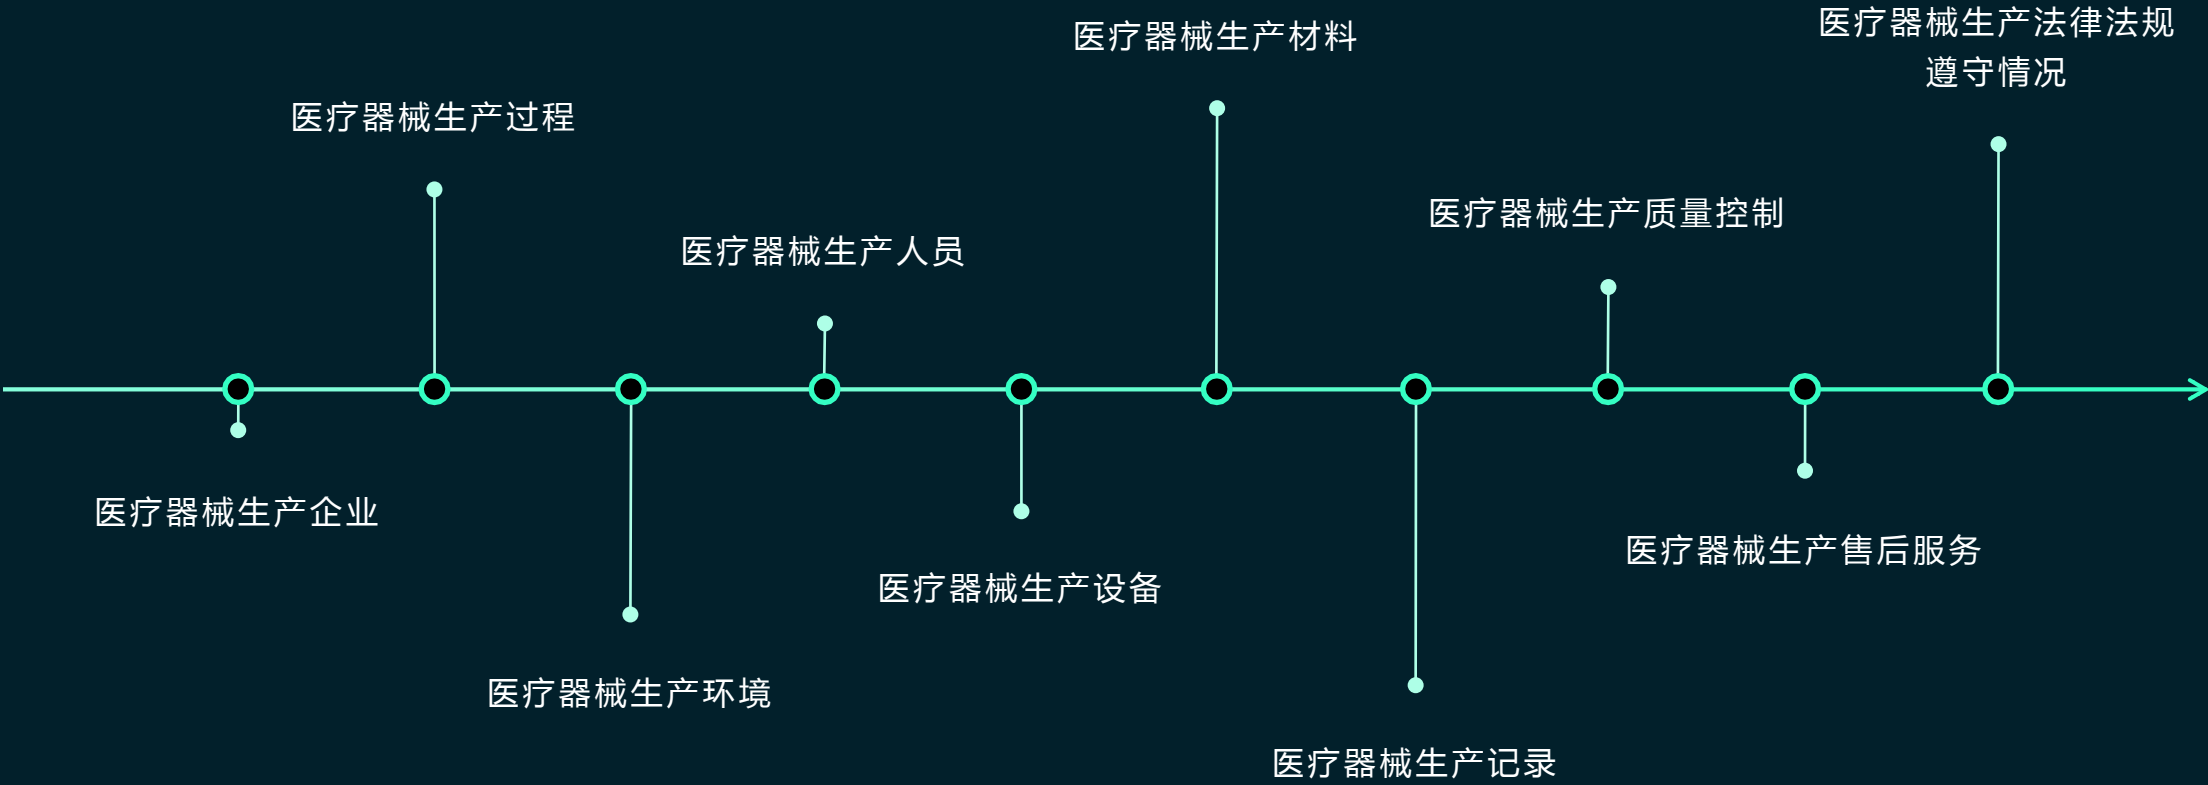 医疗器械生产企业
医疗器械生产过程
医疗器械生产环境
医疗器械生产人员
医疗器械生产设备
医疗器械生产材料
医疗器械生产记录
医疗器械生产质量控制
医疗器械生产售后服务
医疗器械生产法律法规
遵守情况